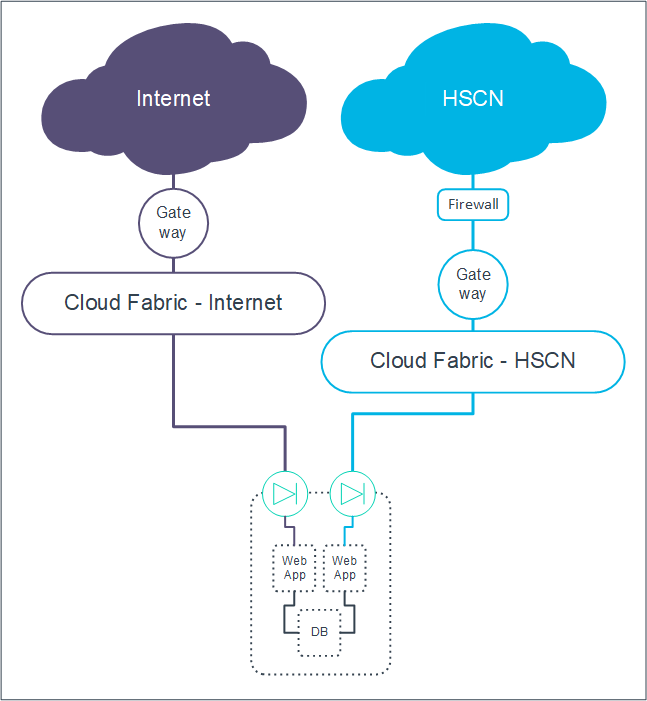 Internet
HSCN
Firewall
Gate
way
Gate
way
Cloud Fabric - Internet
Cloud Fabric - HSCN
Web
App
Web
App
DB